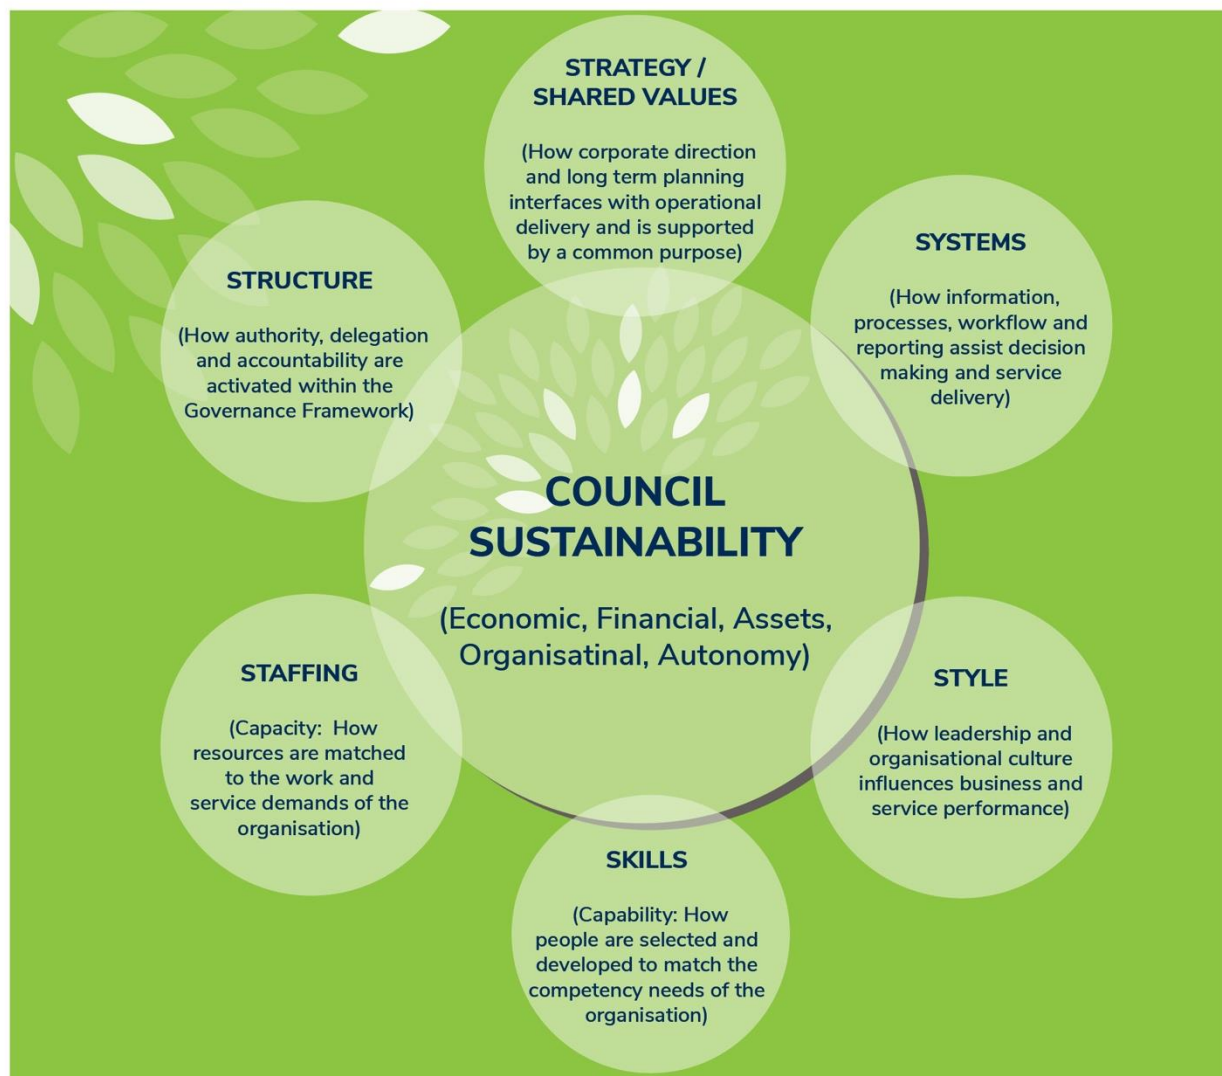 STRATEGY /
SHARED VALUES
(How corporate direction
and long term planning
interfaces with operational
delivery and is supported
by a common purpose)
SYSTEMS
(How information,
processes, workflow and
reporting assist decision
making and service
delivery)
STRUCTURE
(How authority, delegation
and accountability are
activated within the
Governance Framework)
COUNCIL
SUSTAINABILITY
(Economic, Financial, Assets,
Organisatinal, Autonomy)
STAFFING
(Capacity:  How
resources are matched
to the work and
service demands of the
organisation)
STYLE
(How leadership and
organisational culture
influences business and
service performance)
SKILLS
(Capability: How
people are selected and
developed to match the
competency needs of the
organisation)